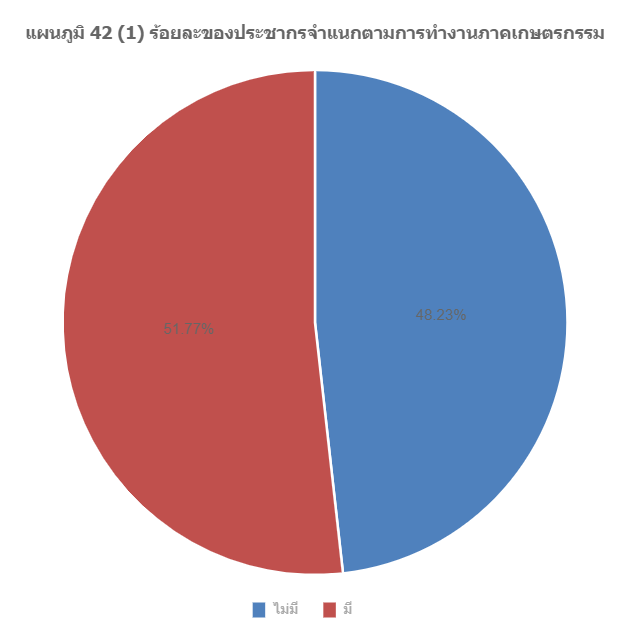 แผนภูมิ 42 (1) ร้อยละของประชากรจำแนกตามการทำงานภาคเกษตรกรรม
48.23%
51.77%
ไม่มี มี